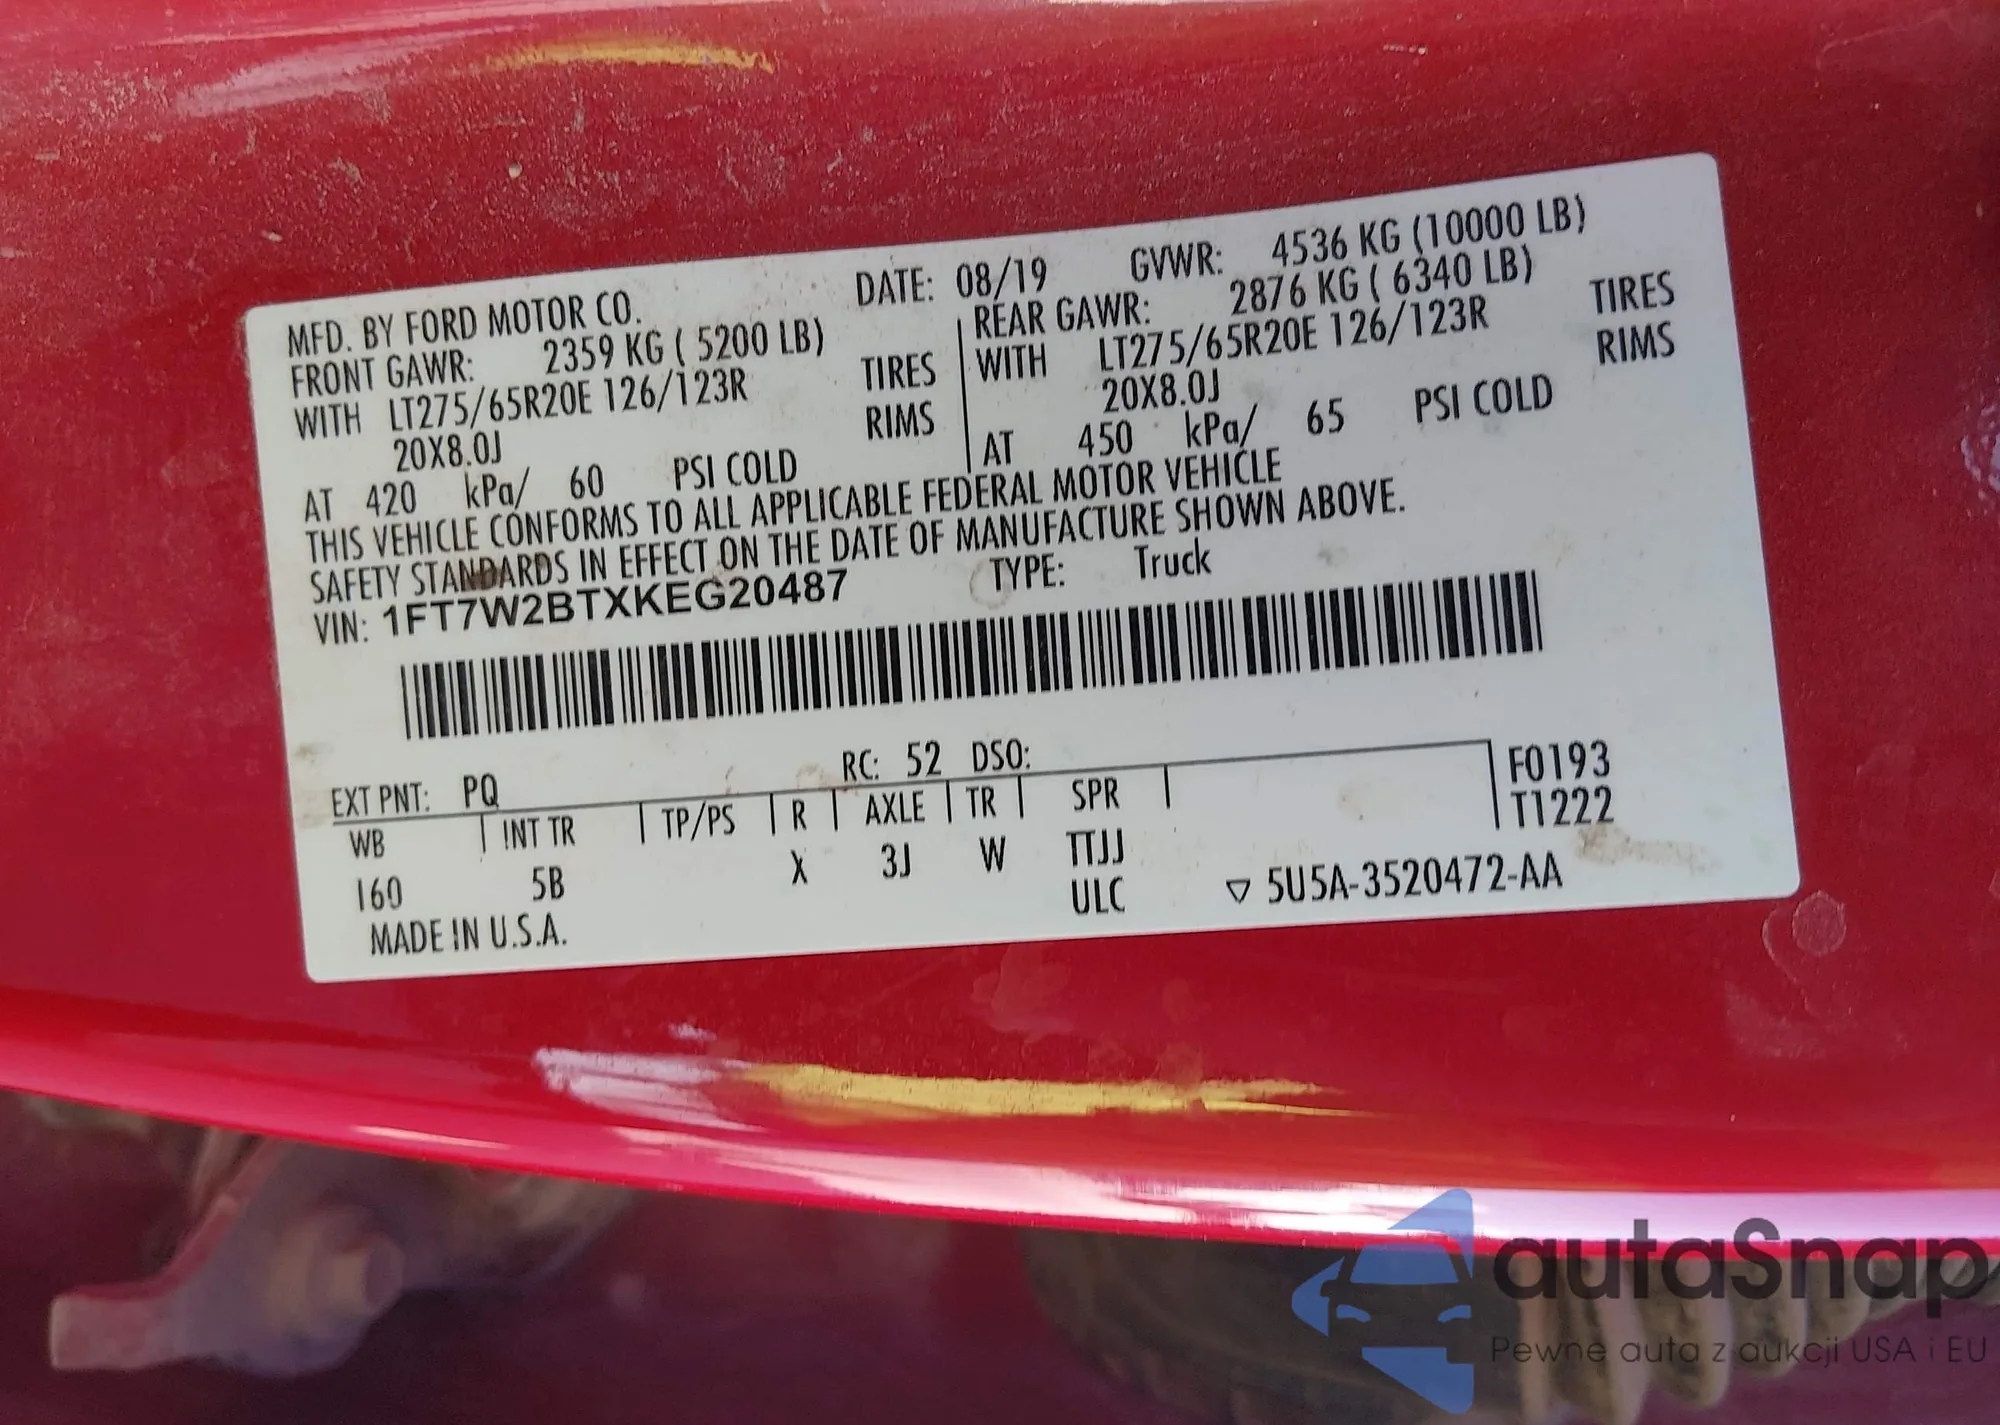 MFD. BY FORD MOTOR CO. DATE: 08/19 GVWR: 4536 KG (10000 LB)
FRONT GAWR: 2359 KG ( 5200 LB) REAR GAWR: 2876 KG ( 6340 LB)
WITH LT275/65R20E 126/123R TIRES WITH LT275/65R20E 126/123R TIRES
20X8.0J RIMS 20X8.0J RIMS
AT 420 kPa/ 60 PSI COLD AT 450 kPa/ 65 PSI COLD
THIS VEHICLE CONFORMS TO ALL APPLICABLE FEDERAL MOTOR VEHICLE
SAFETY STANDARDS IN EFFECT ON THE DATE OF MANUFACTURE SHOWN ABOVE.
VIN: 1FT7W2BTXKEG20487 TYPE: Truck
EXT PNT: PQ RC: 52 DSO: F0193
WB INT TR TP/PS R AXLE TR SPR T1222
160 5B X 3J W TTJJ
ULC ▽ 5U5A-3520472-AA
MADE IN U.S.A.
autaSnap
Pewne auta z aukcji USA i EU